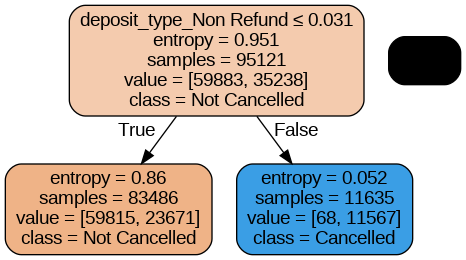 deposit_type_Non Refund ≤ 0.031
entropy = 0.951
samples = 95121
value = [59883, 35238]
class = Not Cancelled
True
False
entropy = 0.86
samples = 83486
value = [59815, 23671]
class = Not Cancelled
entropy = 0.052
samples = 11635
value = [68, 11567]
class = Cancelled